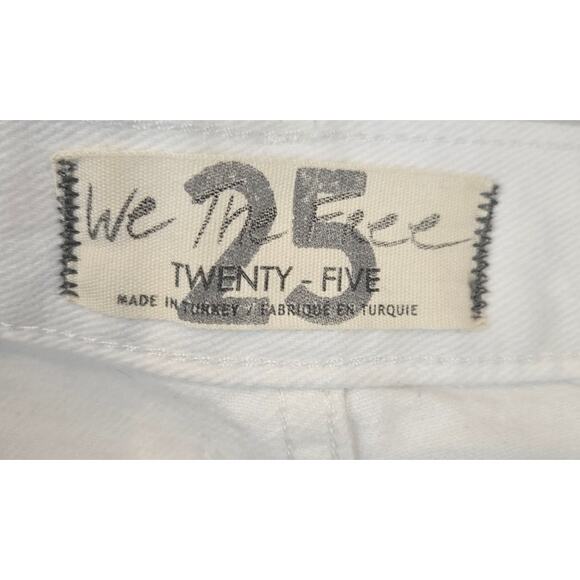 We The Free
25
TWENTY - FIVE
MADE IN TURKEY / FABRIQUE EN TURQUIE